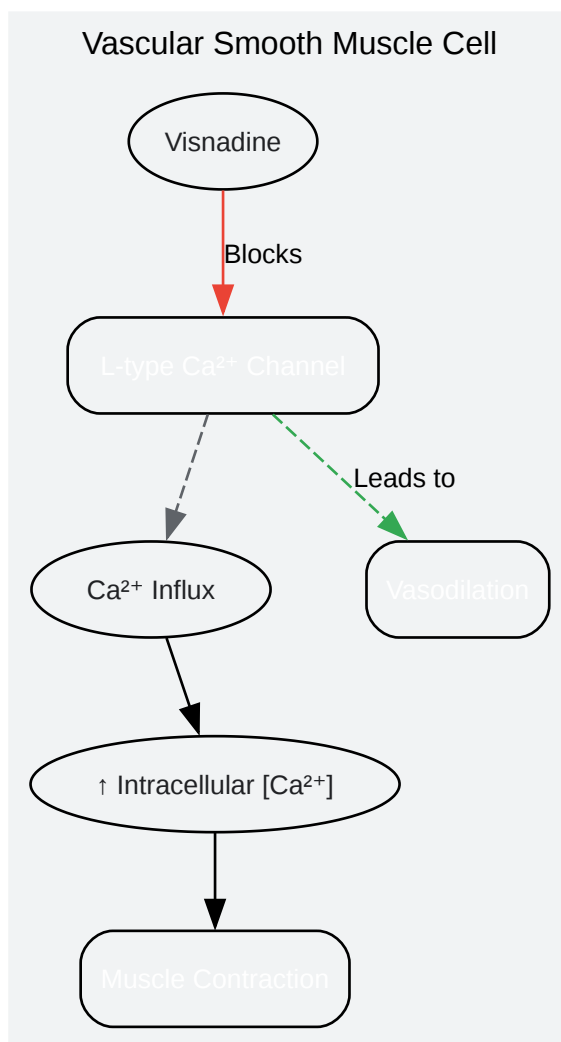 Vascular Smooth Muscle Cell
Visnadine
Blocks
L-type Ca²⁺ Channel
Leads to
Ca²⁺ Influx
Vasodilation
↑ Intracellular [Ca²⁺]
Muscle Contraction